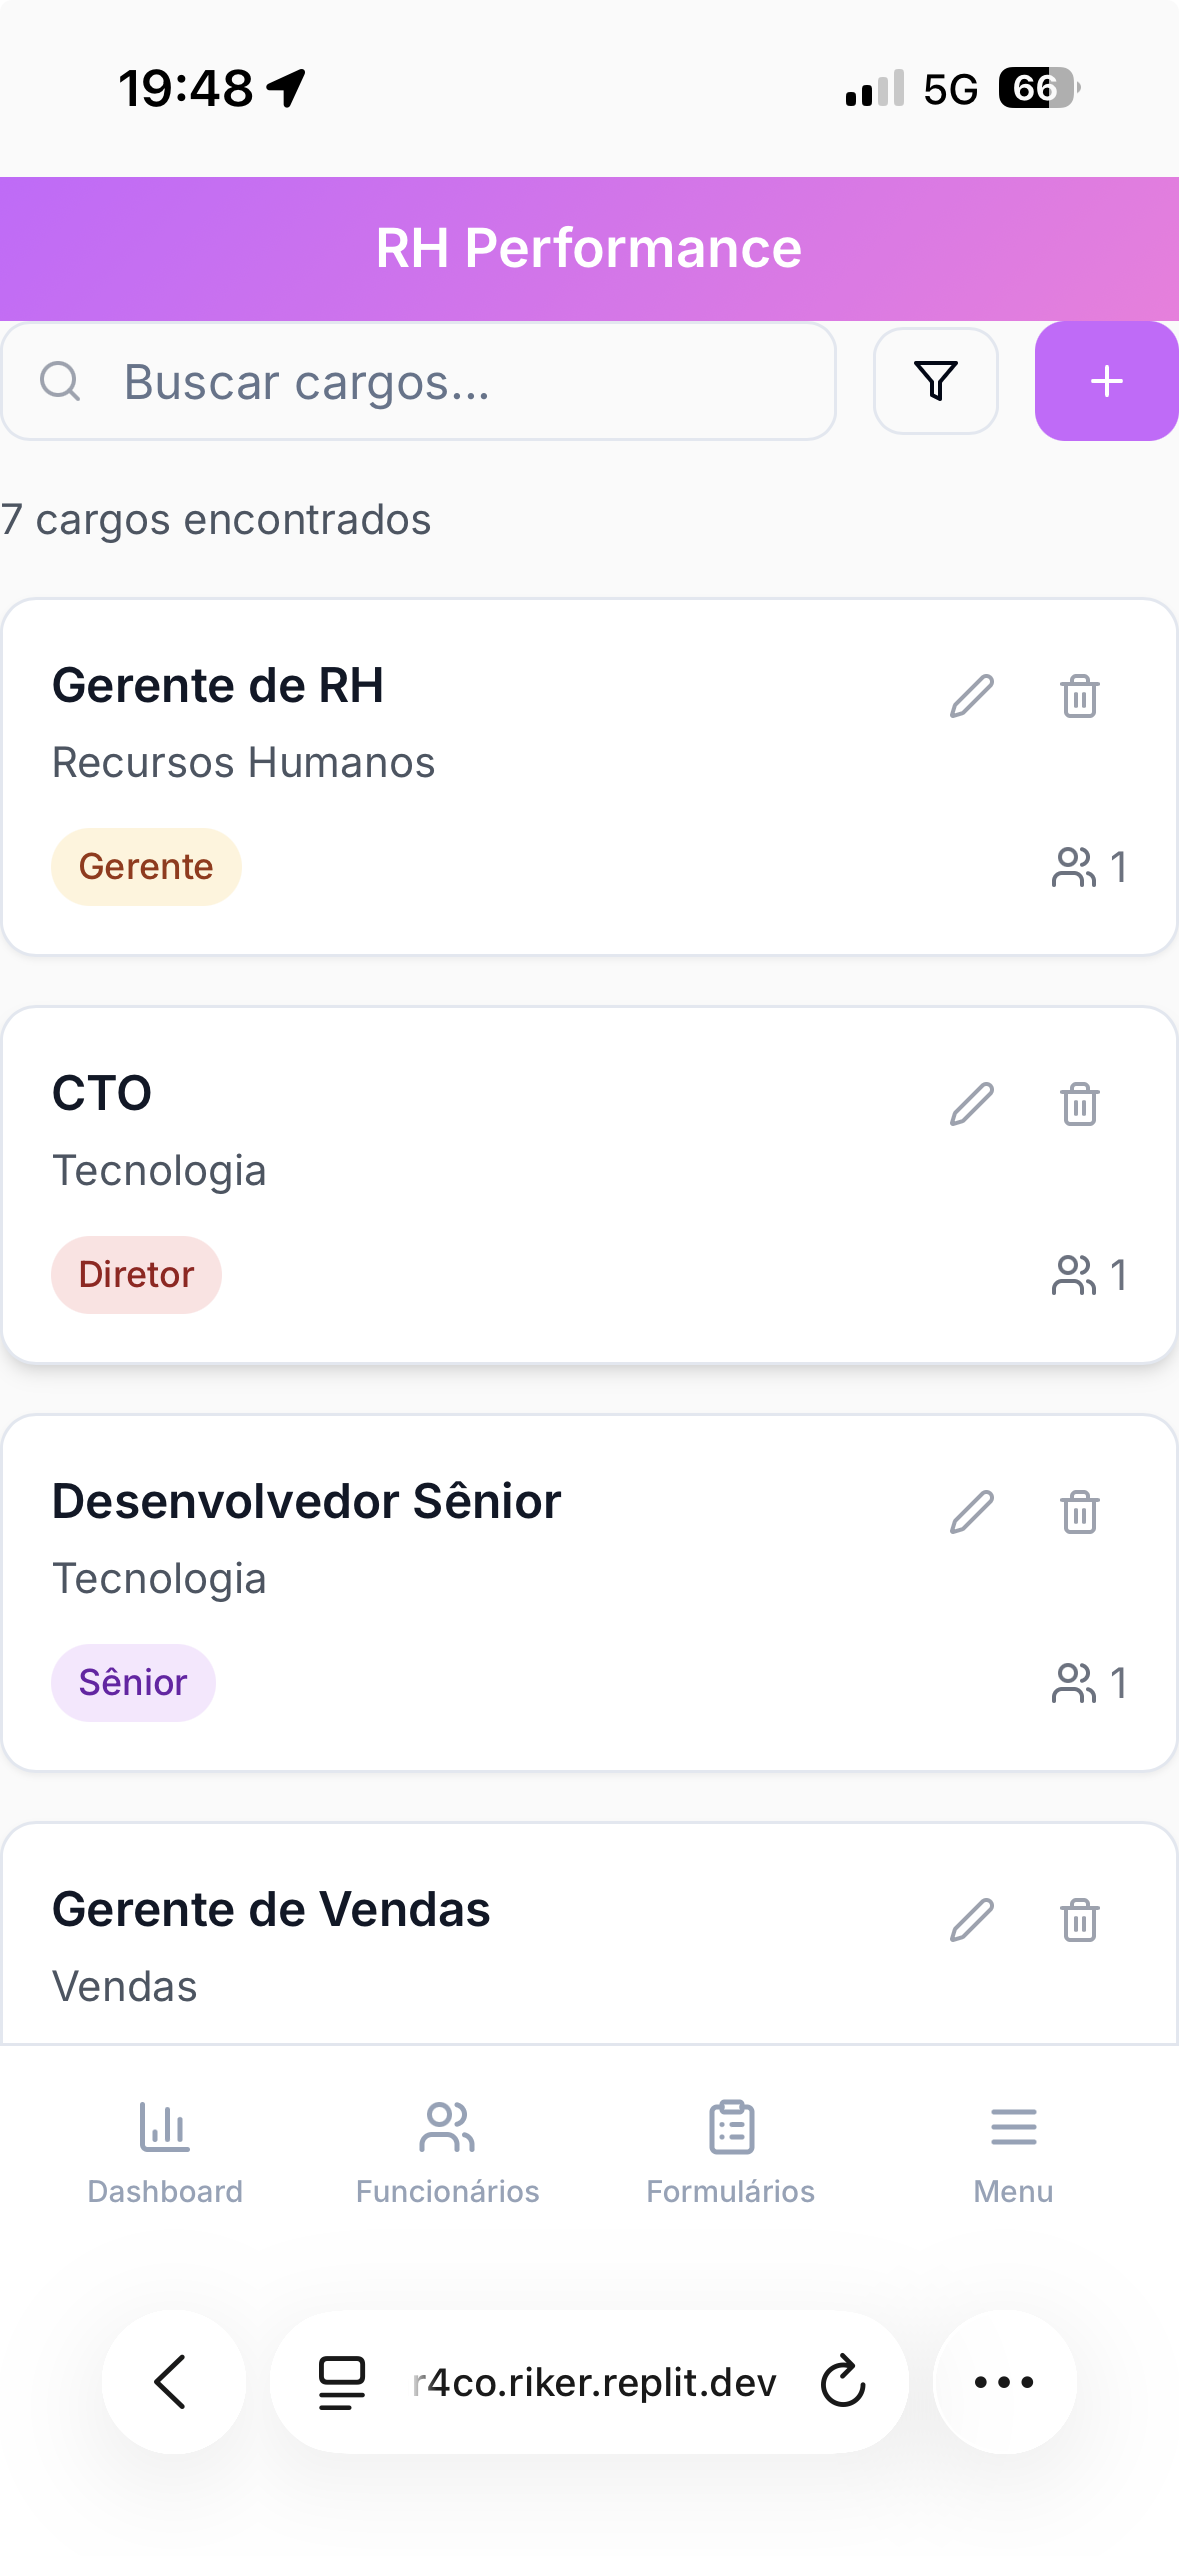 19:48
5G
66
RH Performance
Buscar cargos...
7 cargos encontrados
Gerente de RH
Recursos Humanos
Gerente
1
CTO
Tecnologia
Diretor
1
Desenvolvedor Sênior
Tecnologia
Sênior
1
Gerente de Vendas
Vendas
Dashboard
Funcionários
Formulários
Menu
r4co.riker.replit.dev